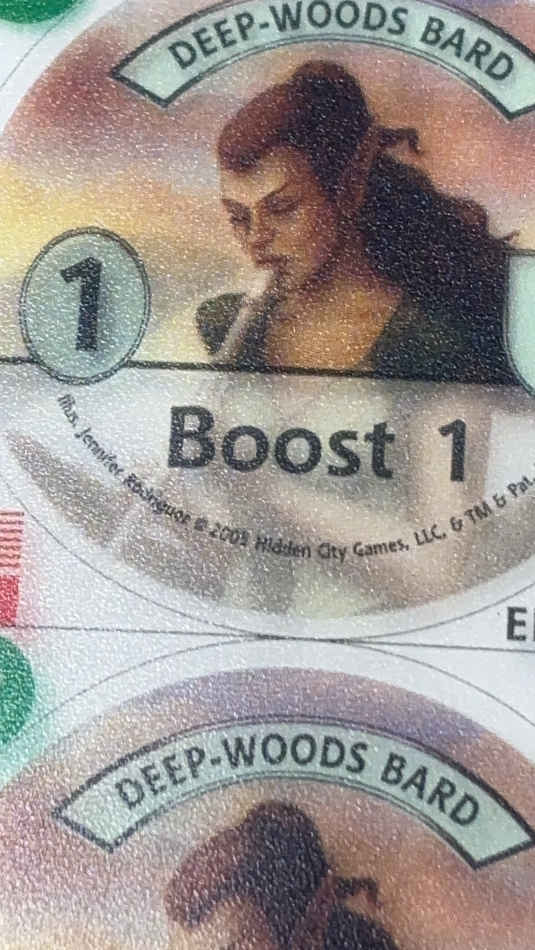 DEEP-WOODS BARD
1
Boost 1
Illus. Jennifer Rodriguez © 2005 Hidden City Games, LLC. & TM & Pat.
DEEP-WOODS BARD